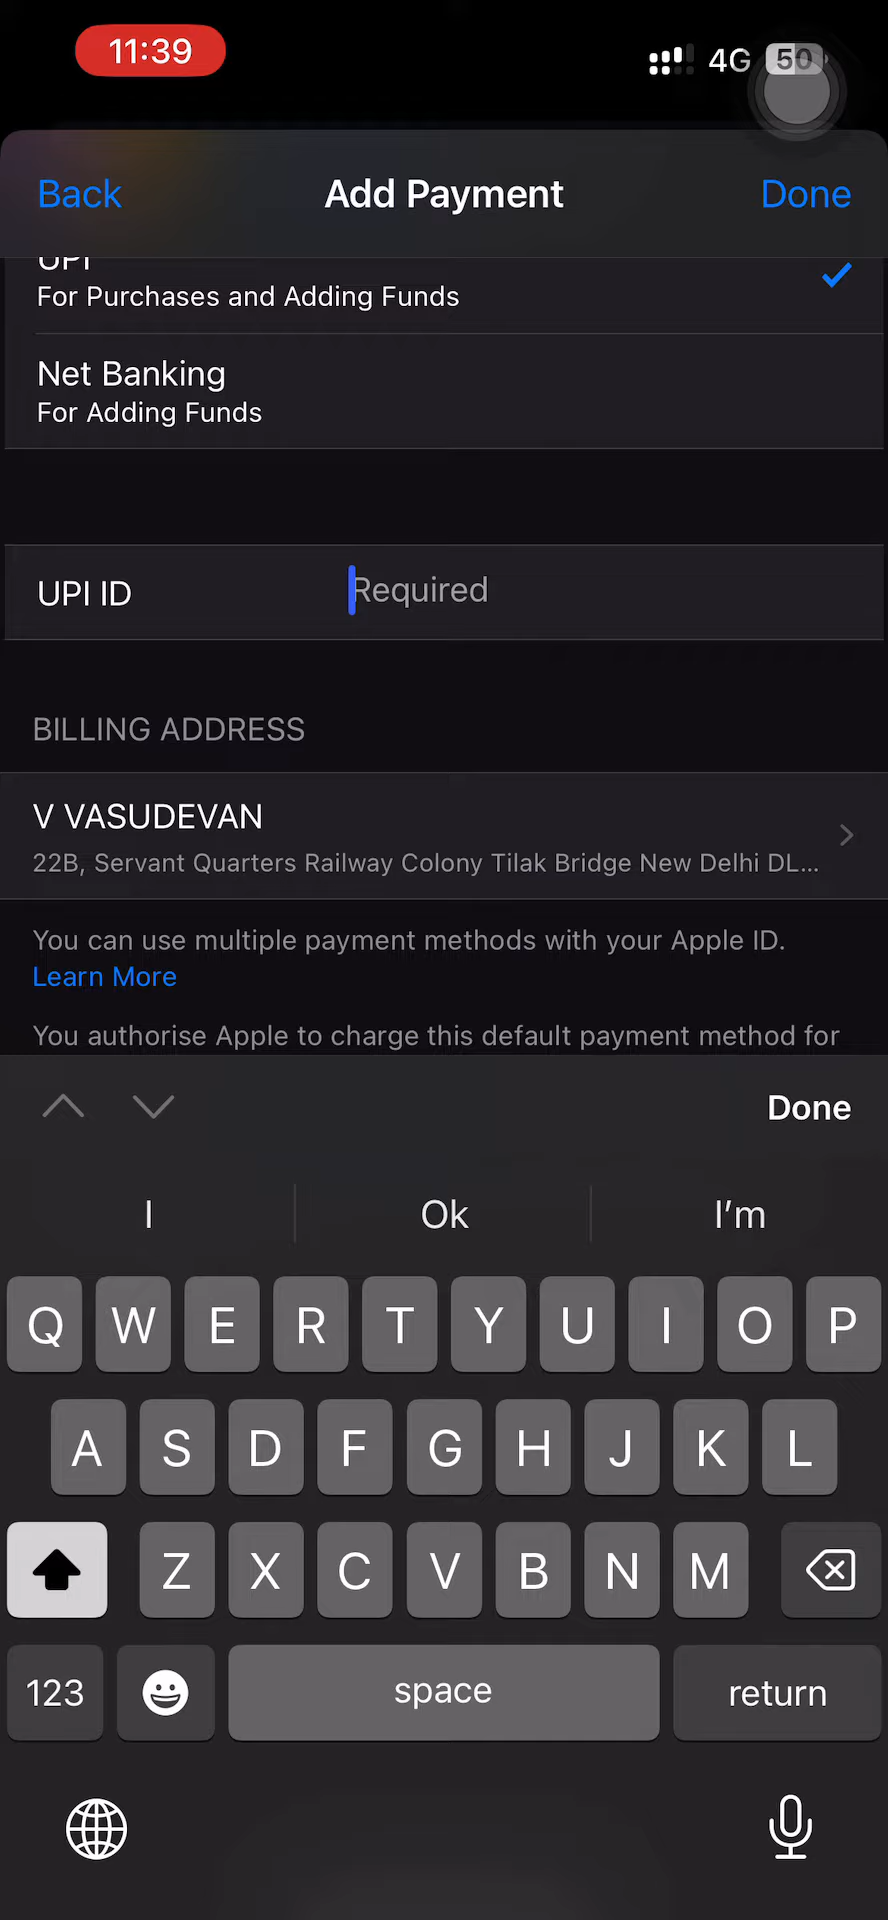 11:39
4G 50
Back
Add Payment
Done
UPI
For Purchases and Adding Funds
Net Banking
For Adding Funds
UPI ID
Required
BILLING ADDRESS
V VASUDEVAN
22B, Servant Quarters Railway Colony Tilak Bridge New Delhi DL...
You can use multiple payment methods with your Apple ID.
Learn More
You authorise Apple to charge this default payment method for
Done
I
Ok
I'm
Q W E R T Y U I O P
A S D F G H J K L
Z X C V B N M
123
space
return